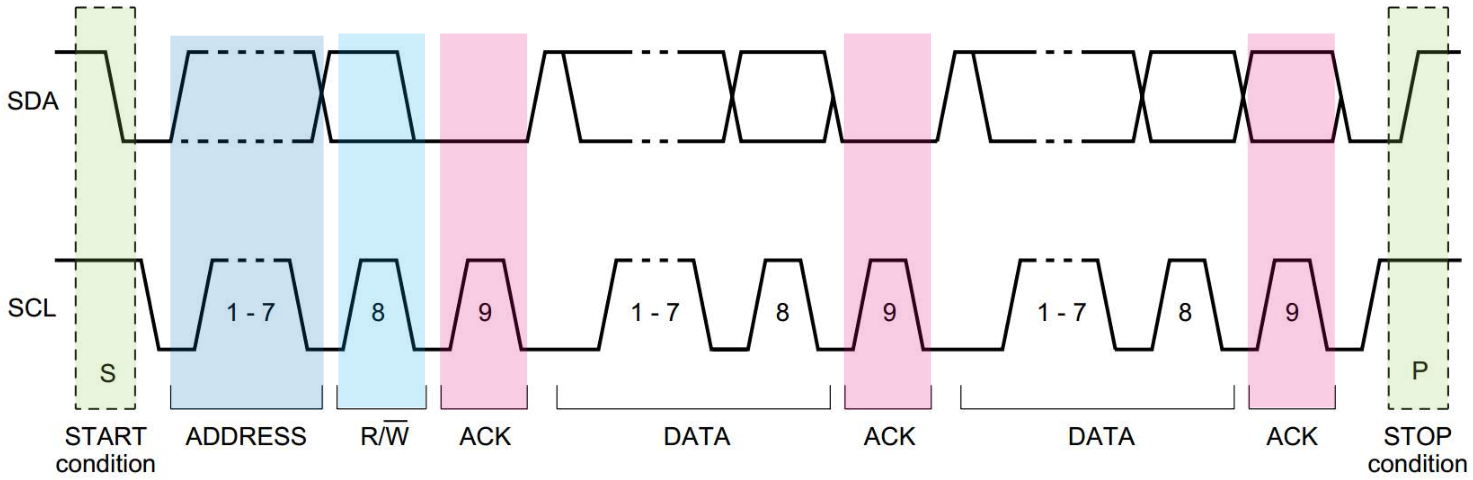 SDA
SCL
1 - 7
8
9
1 - 7
8
9
1 - 7
8
9
S
P
START
condition
ADDRESS
R/W̅
ACK
DATA
ACK
DATA
ACK
STOP
condition